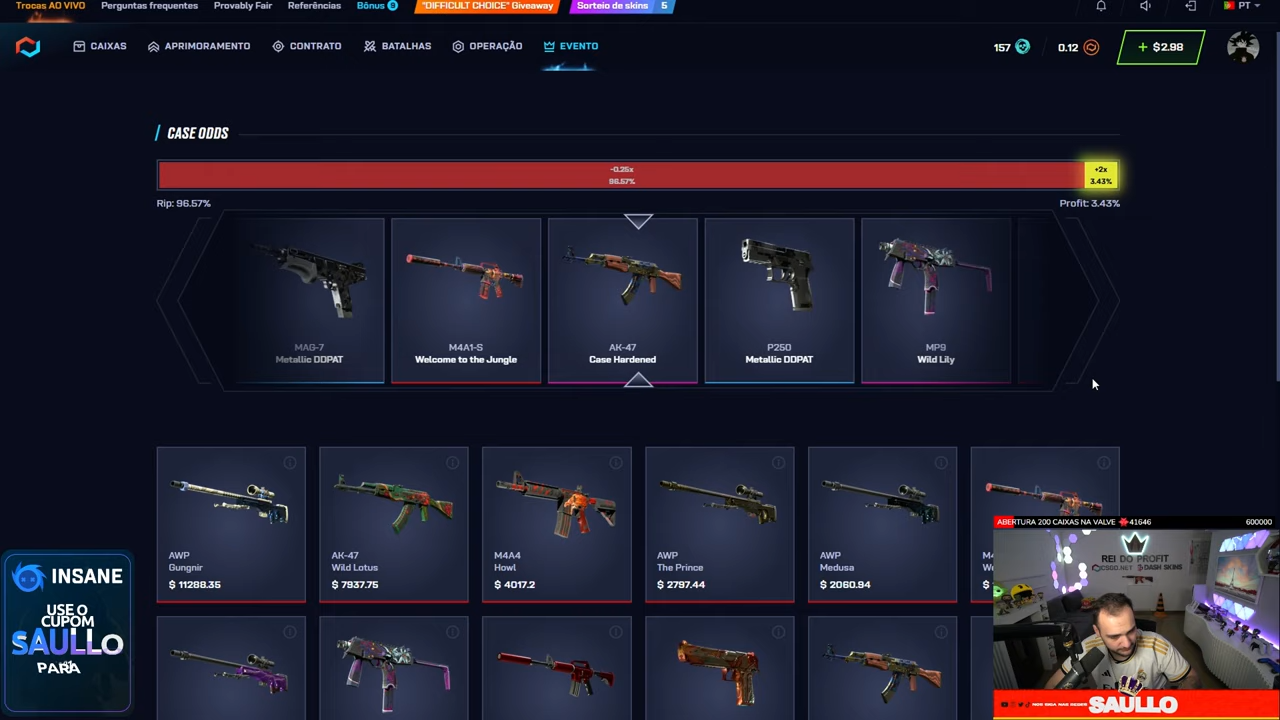 Trocas AO VIVO Perguntas frequentes Provably Fair Referências Bônus 9 "DIFFICULT CHOICE" Giveaway Sorteio de skins 5 PT
CAIXAS APRIMORAMENTO CONTRATO BATALHAS OPERAÇÃO EVENTO 157 0.12 + $2.98
CASE ODDS
-0.25x +2x
96.57% 3.43%
Rip: 96.57% Profit: 3.43%
MAG-7 M4A1-S AK-47 P250 MP9
Metallic DDPAT Welcome to the Jungle Case Hardened Metallic DDPAT Wild Lily
AWP AK-47 M4A4 AWP AWP
Gungnir Wild Lotus Howl The Prince Medusa
$ 11288.35 $ 7937.75 $ 4017.2 $ 2797.44 $ 2060.94
ABERTURA 200 CAIXAS NA VALVE 41646 600000
REI DO PROFIT
CSGO.NET DASH SKINS
INSANE
USE O
CUPOM
SAULLO
PARA
SAULLO